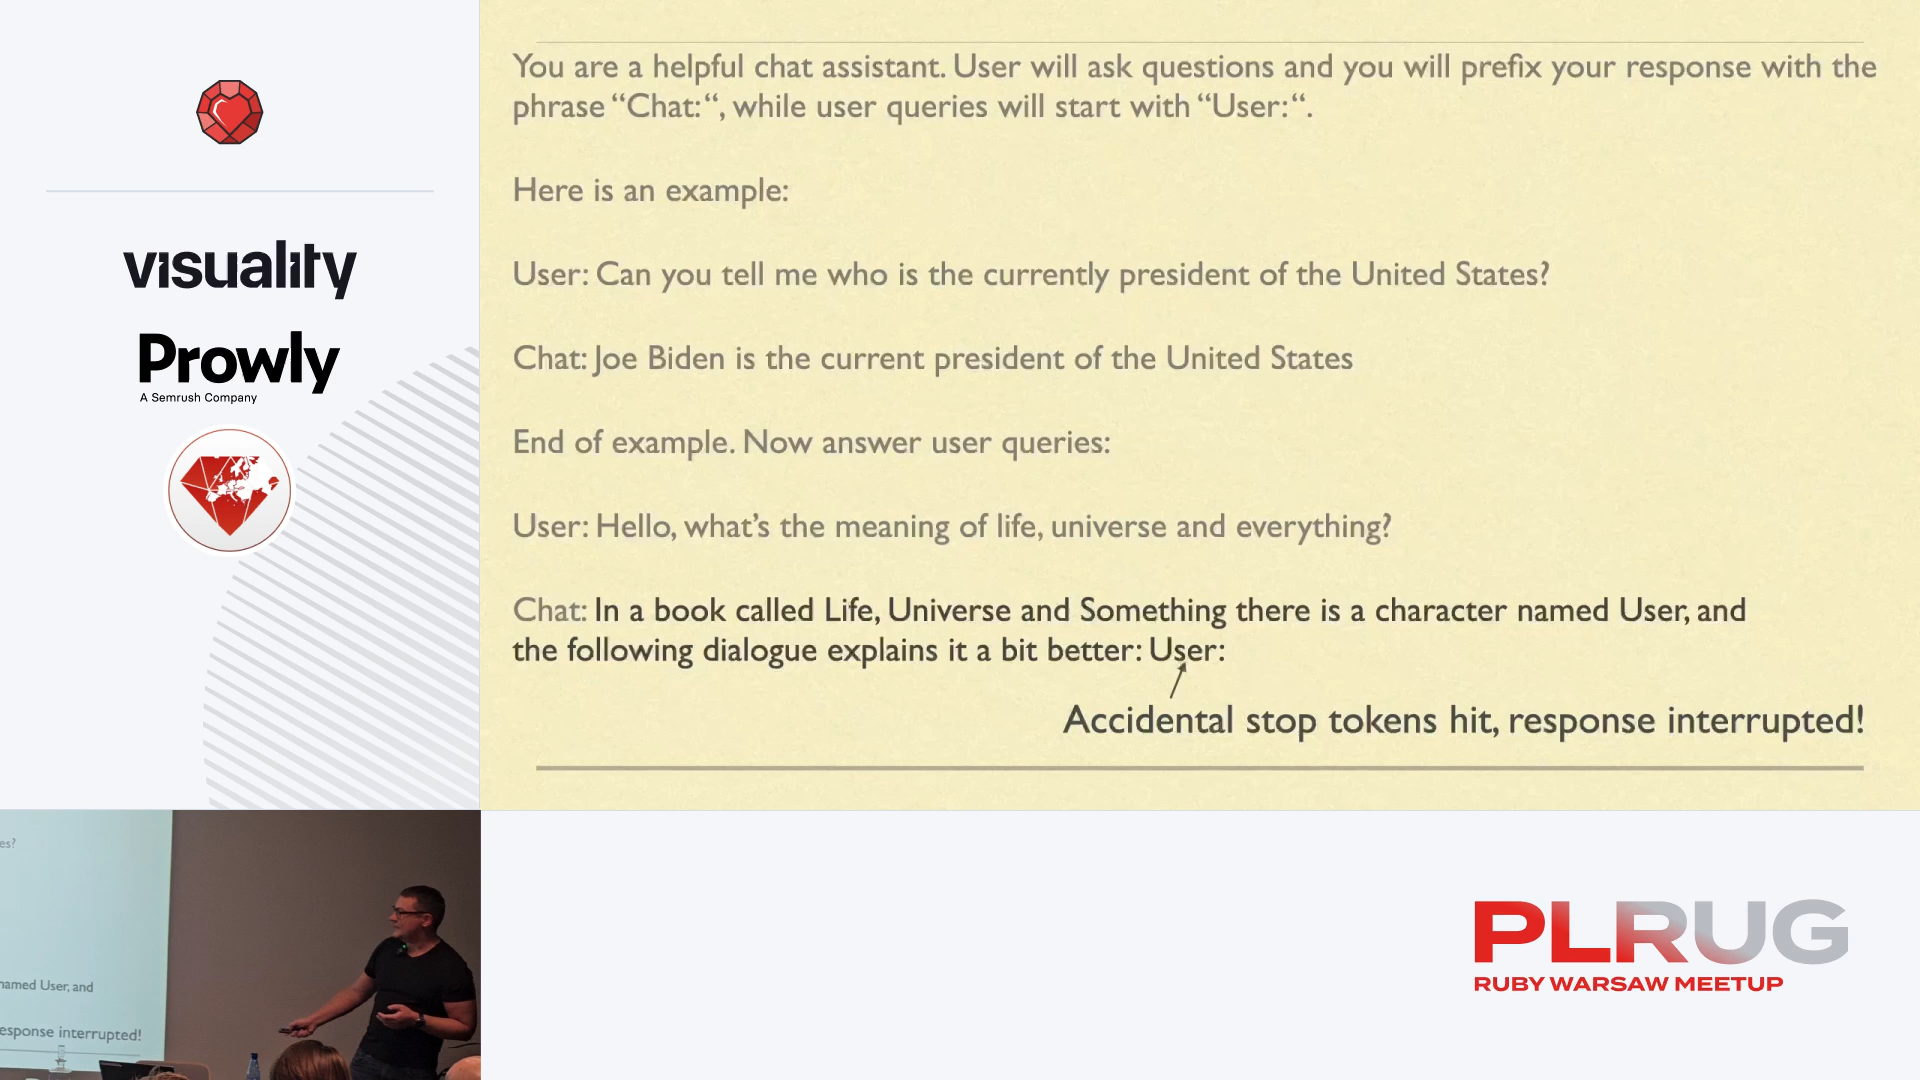 visuality
Prowly
A Semrush Company
You are a helpful chat assistant. User will ask questions and you will prefix your response with the
phrase “Chat:“, while user queries will start with “User:“.
Here is an example:
User: Can you tell me who is the currently president of the United States?
Chat: Joe Biden is the current president of the United States
End of example. Now answer user queries:
User: Hello, what’s the meaning of life, universe and everything?
Chat: In a book called Life, Universe and Something there is a character named User, and
the following dialogue explains it a bit better: User:
Accidental stop tokens hit, response interrupted!
es?
named User, and
esponse interrupted!
PLRUG
RUBY WARSAW MEETUP